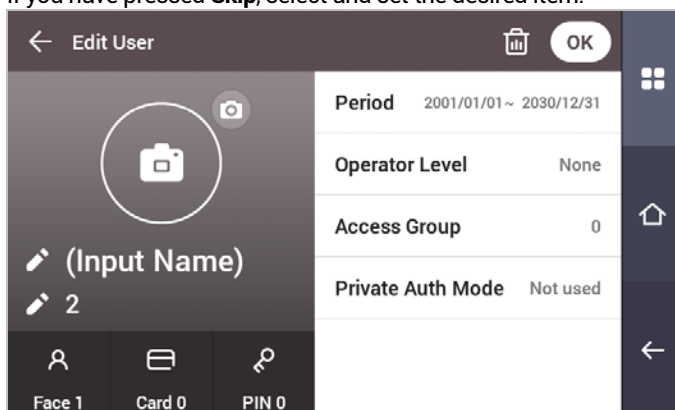 If you have pressed Skip, select and set the desired item.
Edit User
OK
(Input Name)
2
Face 1
Card 0
PIN 0
Period 2001/01/01~ 2030/12/31
Operator Level None
Access Group 0
Private Auth Mode Not used